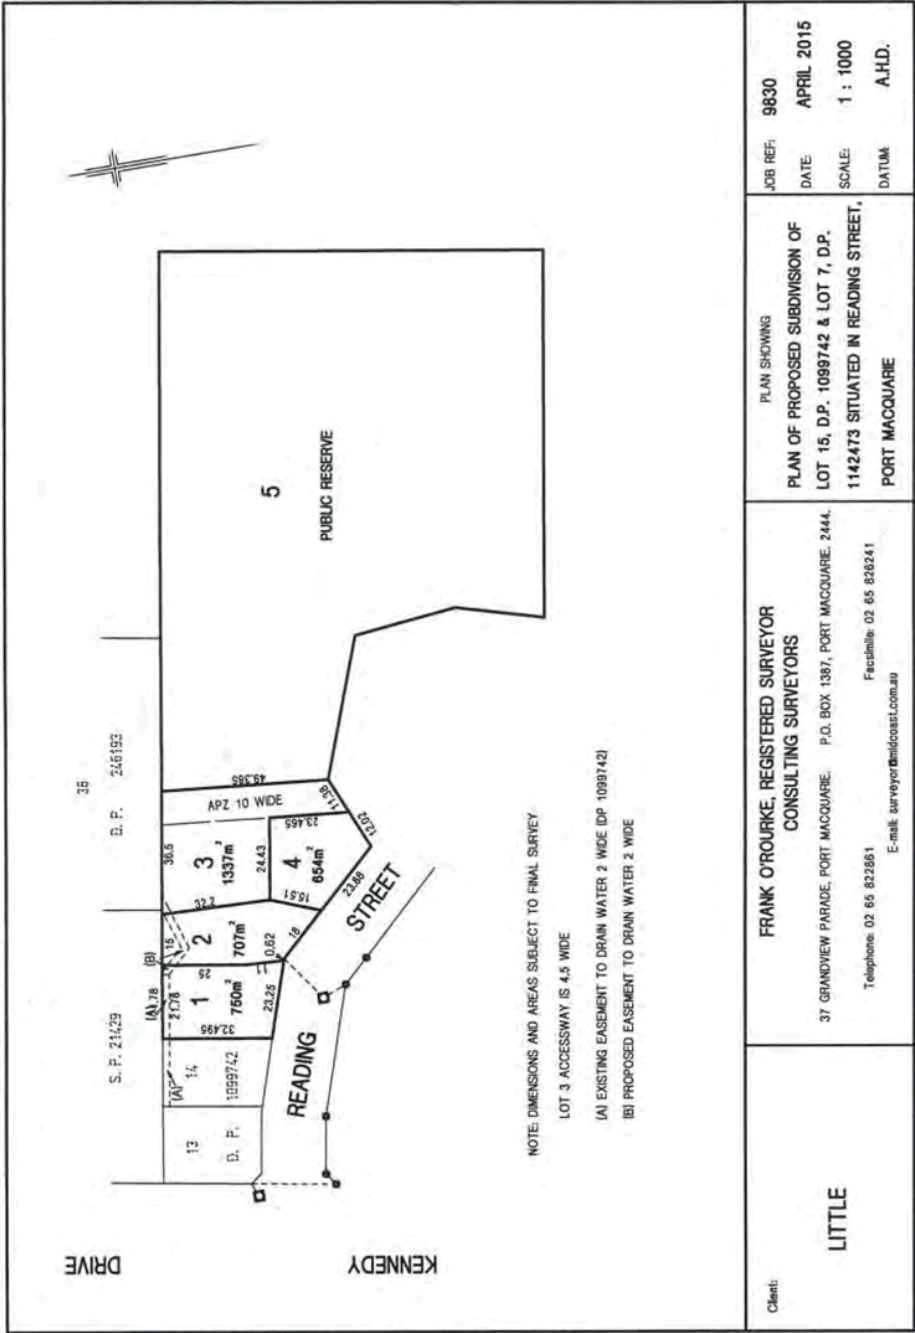 KENNEDY DRIVE
READING STREET
S. P. 21429
36
D. P. 246193
13
14
D. P. 1099742
(A)
(A)
(B)
21.78
21.78
32.495
1
750m²
23.25
25
11
0.62
15
2
707m²
18
32.2
36.5
3
1337m²
24.43
15.51
4
654m²
23.465
23.88
12.02
11.38
APZ 10 WIDE
49.365
5
PUBLIC RESERVE
NOTE: DIMENSIONS AND AREAS SUBJECT TO FINAL SURVEY
LOT 3 ACCESSWAY IS 4.5 WIDE
(A) EXISTING EASEMENT TO DRAIN WATER 2 WIDE (DP 1099742)
(B) PROPOSED EASEMENT TO DRAIN WATER 2 WIDE
Client:
LITTLE
FRANK O'ROURKE, REGISTERED SURVEYOR
CONSULTING SURVEYORS
37 GRANDVIEW PARADE, PORT MACQUARIE. P.O. BOX 1387, PORT MACQUARIE. 2444.
Telephone: 02 65 822861 Facsimile: 02 65 826241
E-mail: surveyor@midcoast.com.au
PLAN SHOWING
PLAN OF PROPOSED SUBDIVISION OF
LOT 15, D.P. 1099742 & LOT 7, D.P.
1142473 SITUATED IN READING STREET,
PORT MACQUARIE
JOB REF: 9830
DATE: APRIL 2015
SCALE: 1 : 1000
DATUM: A.H.D.